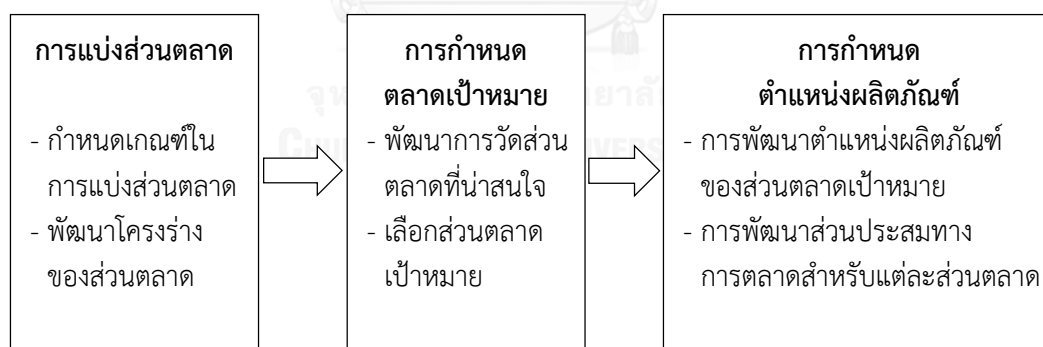 การแบ่งส่วนตลาด
- กำหนดเกณฑ์ใน
การแบ่งส่วนตลาด
- พัฒนาโครงร่าง
ของส่วนตลาด
การกำหนด
ตลาดเป้าหมาย
- พัฒนาการวัดส่วน
ตลาดที่น่าสนใจ
- เลือกส่วนตลาด
เป้าหมาย
การกำหนด
ตำแหน่งผลิตภัณฑ์
- การพัฒนาตำแหน่งผลิตภัณฑ์
ของส่วนตลาดเป้าหมาย
- การพัฒนาส่วนประสมทาง
การตลาดสำหรับแต่ละส่วนตลาด